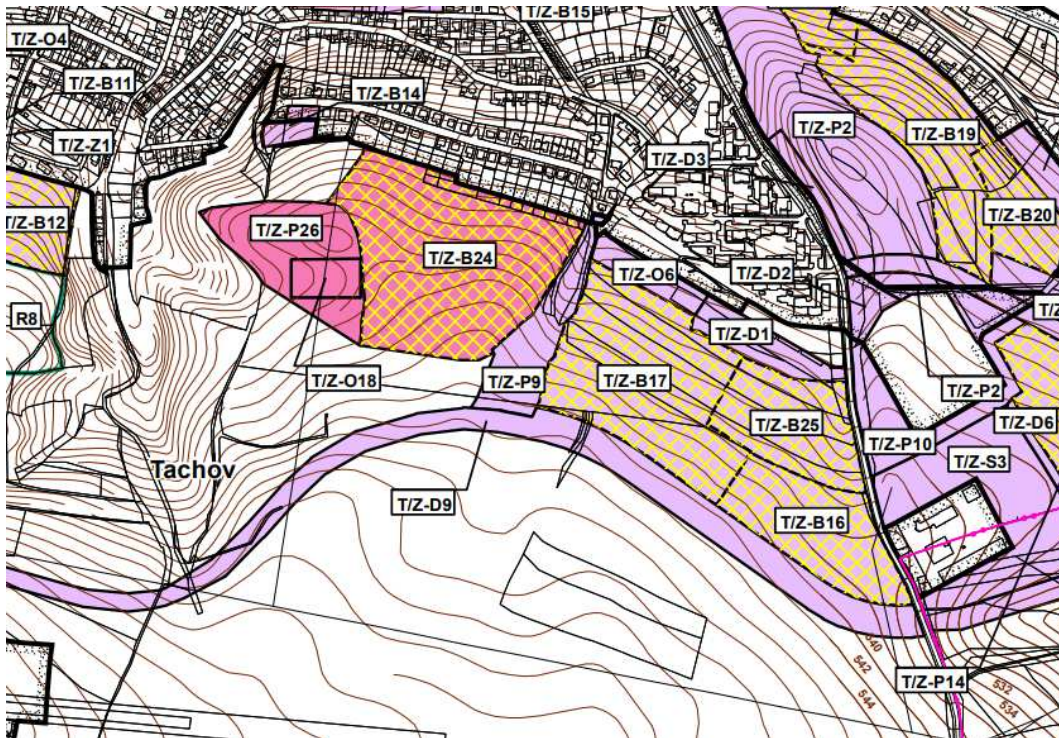 T/Z-B15
T/Z-O4
T/Z-B11
T/Z-B14
T/Z-P2
T/Z-B19
T/Z-Z1
T/Z-D3
T/Z-B12
T/Z-P26
T/Z-B20
T/Z-B24
T/Z-O6
T/Z-D2
T/Z
R8
T/Z-D1
T/Z-O18
T/Z-P9
T/Z-B17
T/Z-P2
T/Z-B25
T/Z-D6
T/Z-P10
T/Z-S3
Tachov
T/Z-D9
T/Z-B16
540
542
544
T/Z-P14
532
534